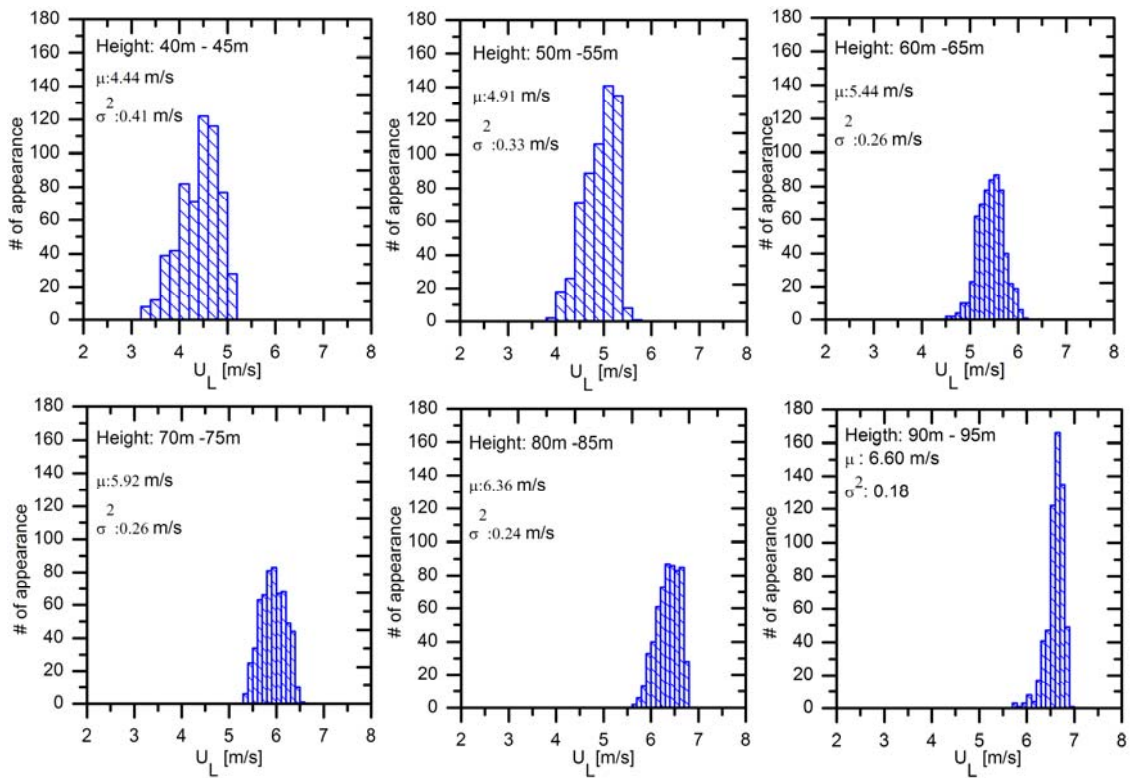 180
160
140
120
100
80
60
40
20
0
# of appearance
Height: 40m - 45m
μ:4.44 m/s
2
σ :0.41 m/s
2 3 4 5 6 7 8
U_L [m/s]
180
160
140
120
100
80
60
40
20
0
# of appearance
Height: 50m -55m
μ:4.91 m/s
2
σ :0.33 m/s
2 3 4 5 6 7 8
U_L [m/s]
180
160
140
120
100
80
60
40
20
0
# of appearance
Height: 60m -65m
μ:5.44 m/s
2
σ :0.26 m/s
2 3 4 5 6 7 8
U_L [m/s]
180
160
140
120
100
80
60
40
20
0
# of appearance
Height: 70m -75m
μ:5.92 m/s
2
σ :0.26 m/s
2 3 4 5 6 7 8
U_L [m/s]
180
160
140
120
100
80
60
40
20
0
# of appearance
Height: 80m -85m
μ:6.36 m/s
2
σ :0.24 m/s
2 3 4 5 6 7 8
U_L [m/s]
180
160
140
120
100
80
60
40
20
0
# of appearance
Heigth: 90m - 95m
μ : 6.60 m/s
σ²: 0.18
2 3 4 5 6 7 8
U_L [m/s]